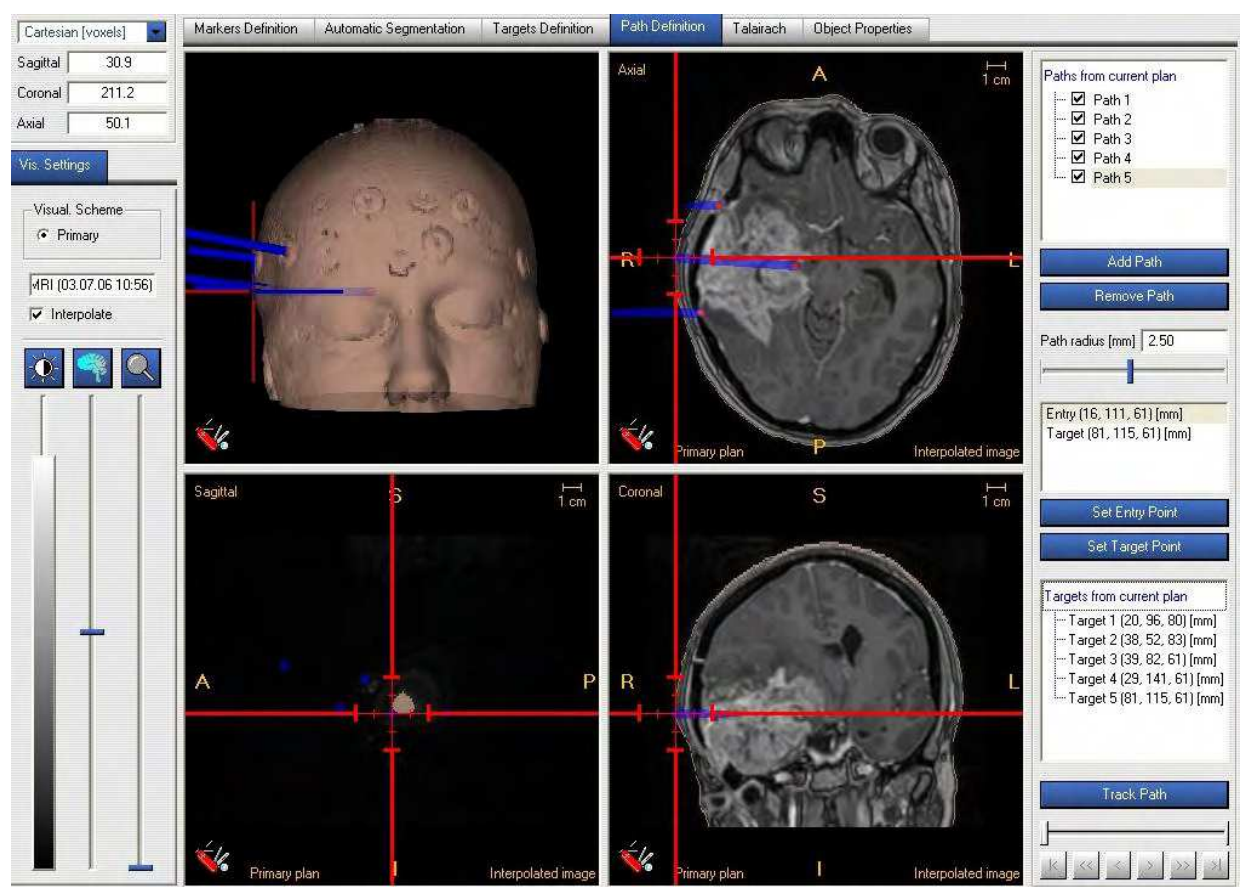 Cartesian [voxels]
Sagittal 30.9
Coronal 211.2
Axial 50.1
Vis. Settings
Visual. Scheme
Primary
MRI (03.07.06 10:56)
Interpolate
Markers Definition Automatic Segmentation Targets Definition Path Definition Talairach Object Properties
Axial
A
1 cm
R
L
Primary plan
P
Interpolated image
Sagittal
S
1 cm
A
P
Primary plan
I
Interpolated image
Coronal
S
1 cm
R
L
Primary plan
I
Interpolated image
Paths from current plan
Path 1
Path 2
Path 3
Path 4
Path 5
Add Path
Remove Path
Path radius [mm] 2.50
Entry (16, 111, 61) [mm]
Target (81, 115, 61) [mm]
Set Entry Point
Set Target Point
Targets from current plan
Target 1 (20, 96, 80) [mm]
Target 2 (38, 52, 83) [mm]
Target 3 (39, 82, 61) [mm]
Target 4 (29, 141, 61) [mm]
Target 5 (81, 115, 61) [mm]
Track Path
|< << < > >> >|